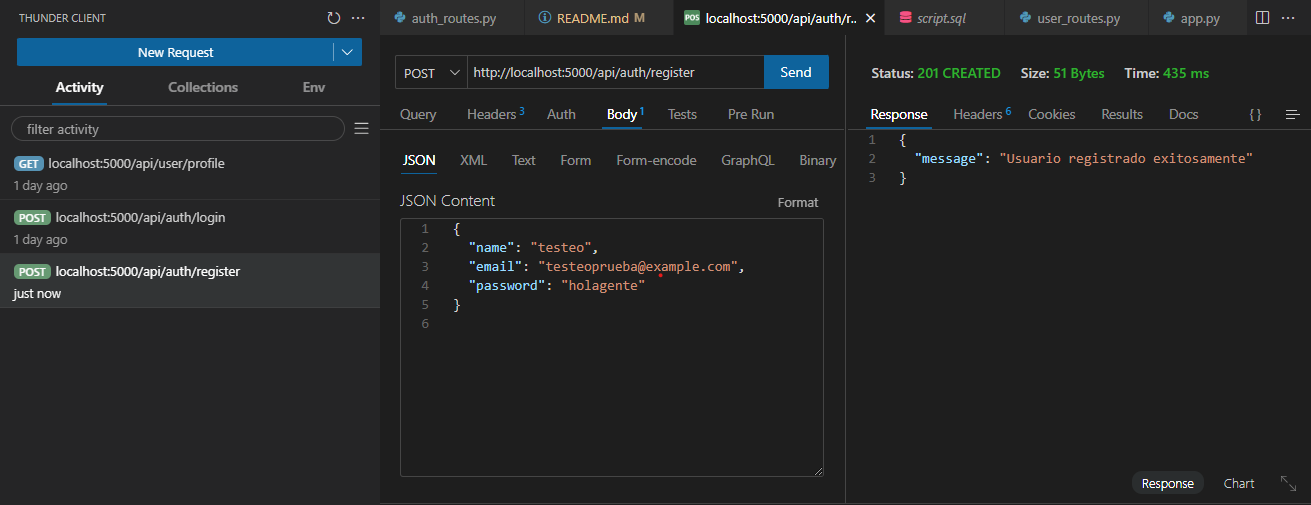 THUNDER CLIENT
New Request
Activity Collections Env
filter activity
GET localhost:5000/api/user/profile
1 day ago
POST localhost:5000/api/auth/login
1 day ago
POST localhost:5000/api/auth/register
just now
auth_routes.py README.md M POS localhost:5000/api/auth/r.. script.sql user_routes.py app.py
POST http://localhost:5000/api/auth/register Send
Query Headers 3 Auth Body 1 Tests Pre Run
JSON XML Text Form Form-encode GraphQL Binary
JSON Content Format
1 {
2 "name": "testeo",
3 "email": "testeoprueba@example.com",
4 "password": "holagente"
5 }
6
Status: 201 CREATED Size: 51 Bytes Time: 435 ms
Response Headers 6 Cookies Results Docs { }
1 {
2 "message": "Usuario registrado exitosamente"
3 }
Response Chart